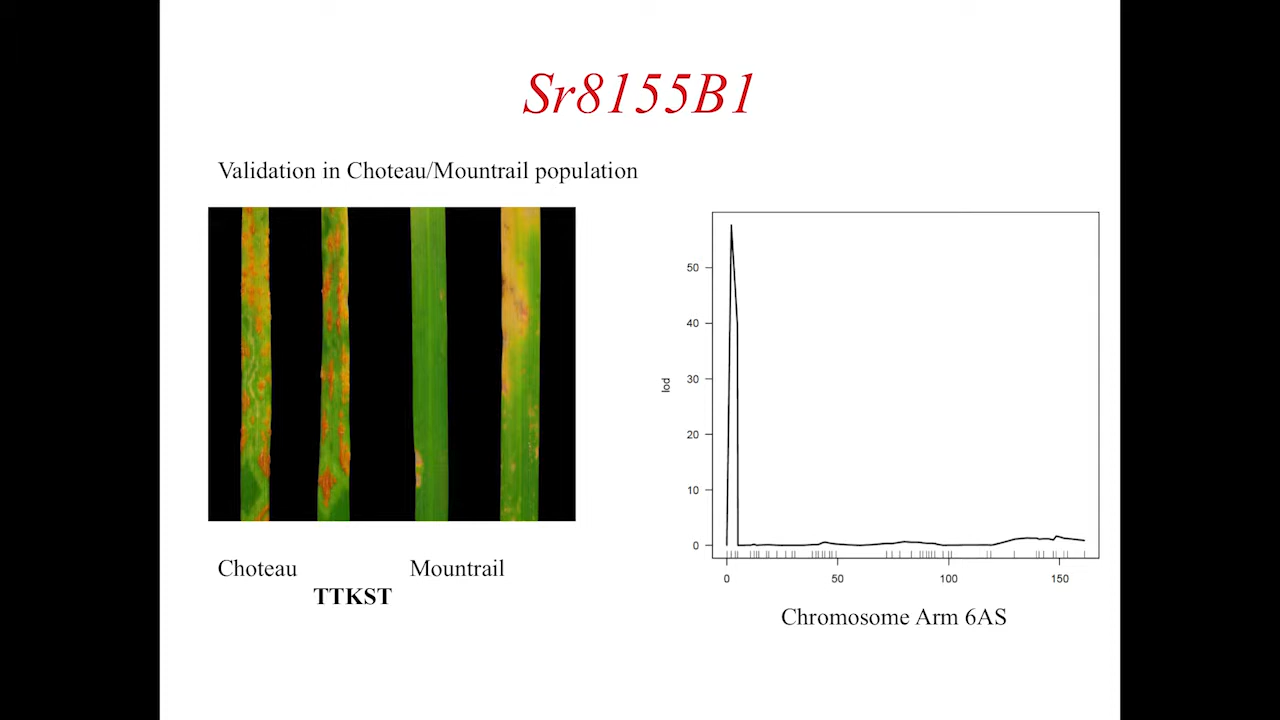 Sr8155B1
Validation in Choteau/Mountrail population
Choteau
Mountrail
TTKST
lod
50
40
30
20
10
0
0
50
100
150
Chromosome Arm 6AS